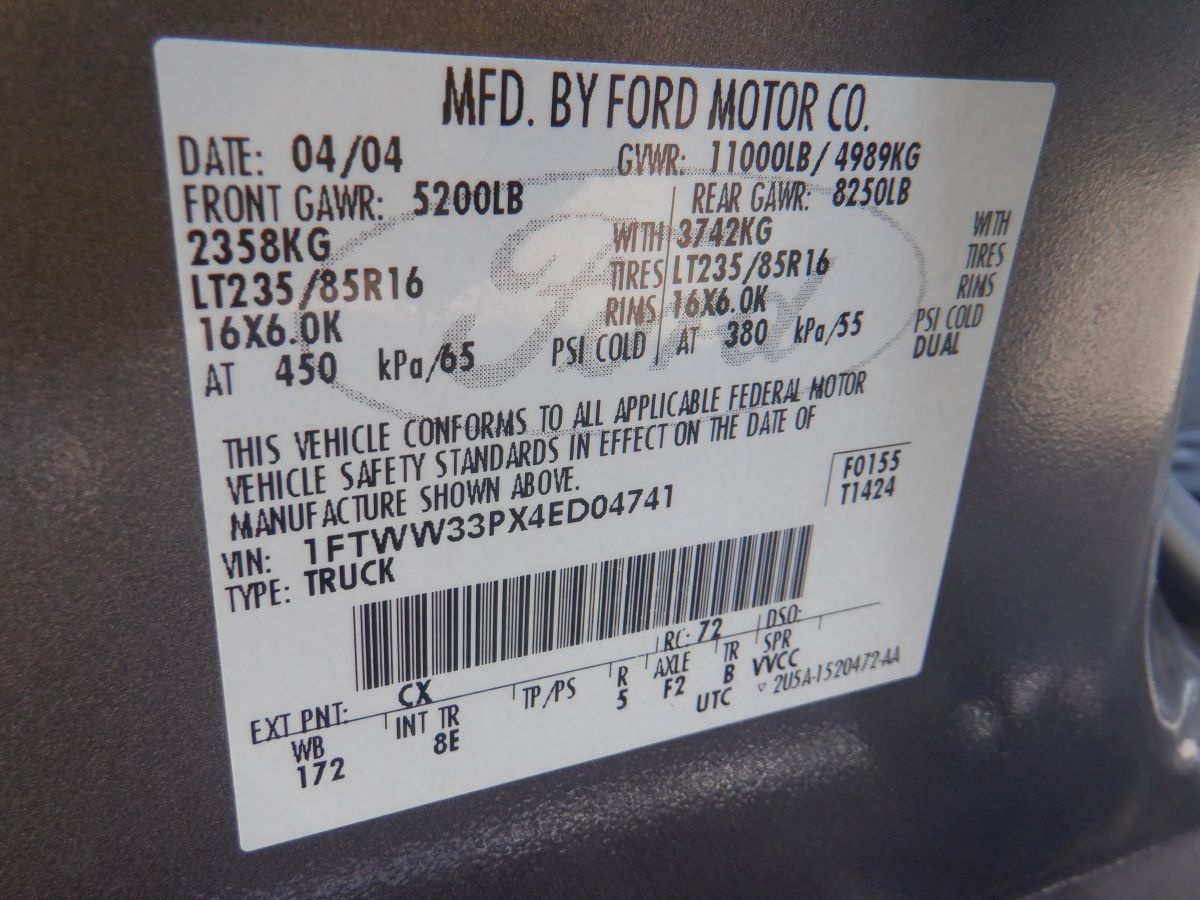 MFD. BY FORD MOTOR CO.
DATE: 04/04 GVWR: 11000LB/4989KG
FRONT GAWR: 5200LB REAR GAWR: 8250LB
2358KG WITH 3742KG WITH
LT235/85R16 TIRES LT235/85R16 TIRES
16X6.0K RIMS 16X6.0K RIMS
AT 450 kPa/65 PSI COLD AT 380 kPa/55 PSI COLD
DUAL
Ford
THIS VEHICLE CONFORMS TO ALL APPLICABLE FEDERAL MOTOR
VEHICLE SAFETY STANDARDS IN EFFECT ON THE DATE OF
MANUFACTURE SHOWN ABOVE.
F0155
T1424
VIN: 1FTWW33PX4ED04741
TYPE: TRUCK
EXT PNT: CX RC: 72 DSO:
WB INT TR TP/PS R AXLE TR SPR
172 8E 5 F2 B VVCC
UTC ▽ 2U5A-1520472-AA